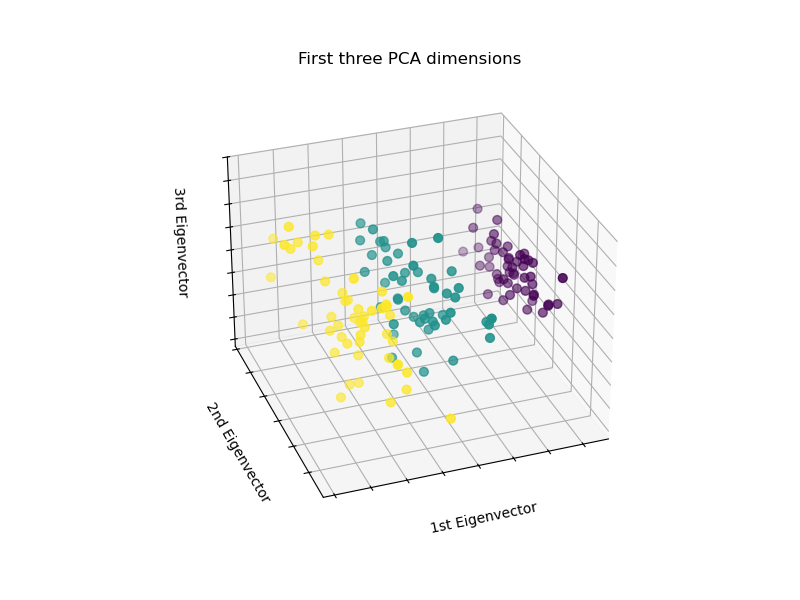 First three PCA dimensions
3rd Eigenvector
2nd Eigenvector
1st Eigenvector